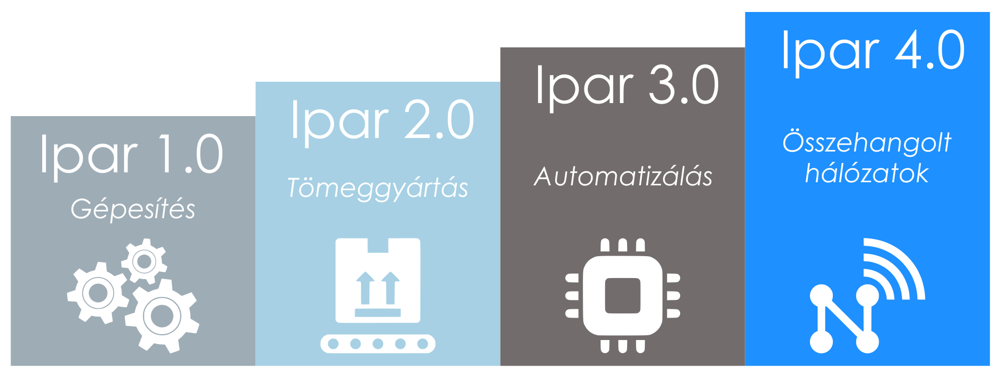 Ipar 1.0
Gépesítés
Ipar 2.0
Tömeggyártás
Ipar 3.0
Automatizálás
Ipar 4.0
Összehangolt
hálózatok